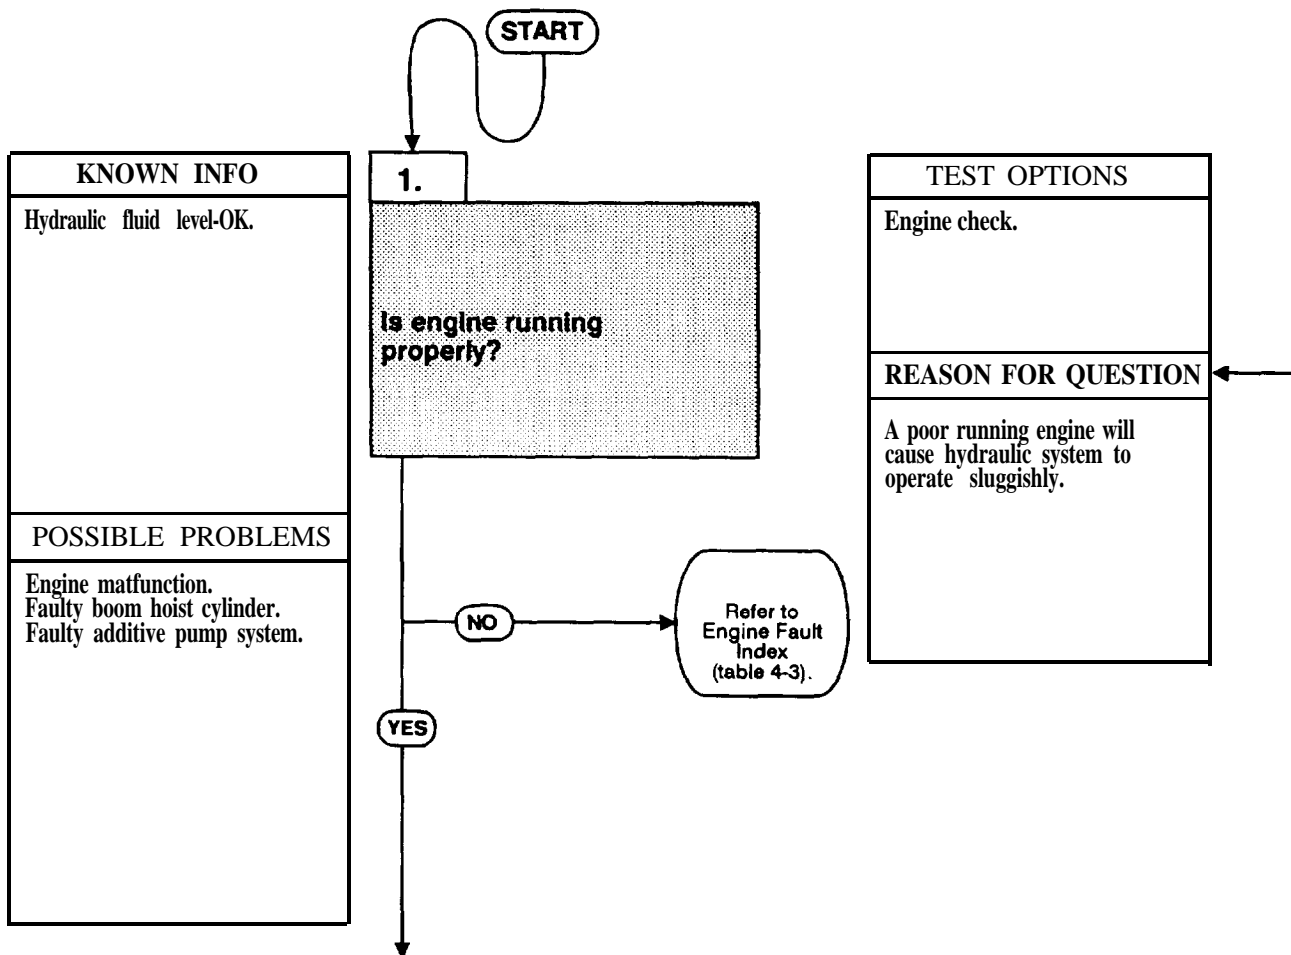 START
KNOWN INFO
Hydraulic fluid level-OK.
POSSIBLE PROBLEMS
Engine matfunction.
Faulty boom hoist cylinder.
Faulty additive pump system.
1.
Is engine running
properly?
NO
Refer to
Engine Fault
Index
(table 4-3).
YES
TEST OPTIONS
Engine check.
REASON FOR QUESTION
A poor running engine will
cause hydraulic system to
operate sluggishly.